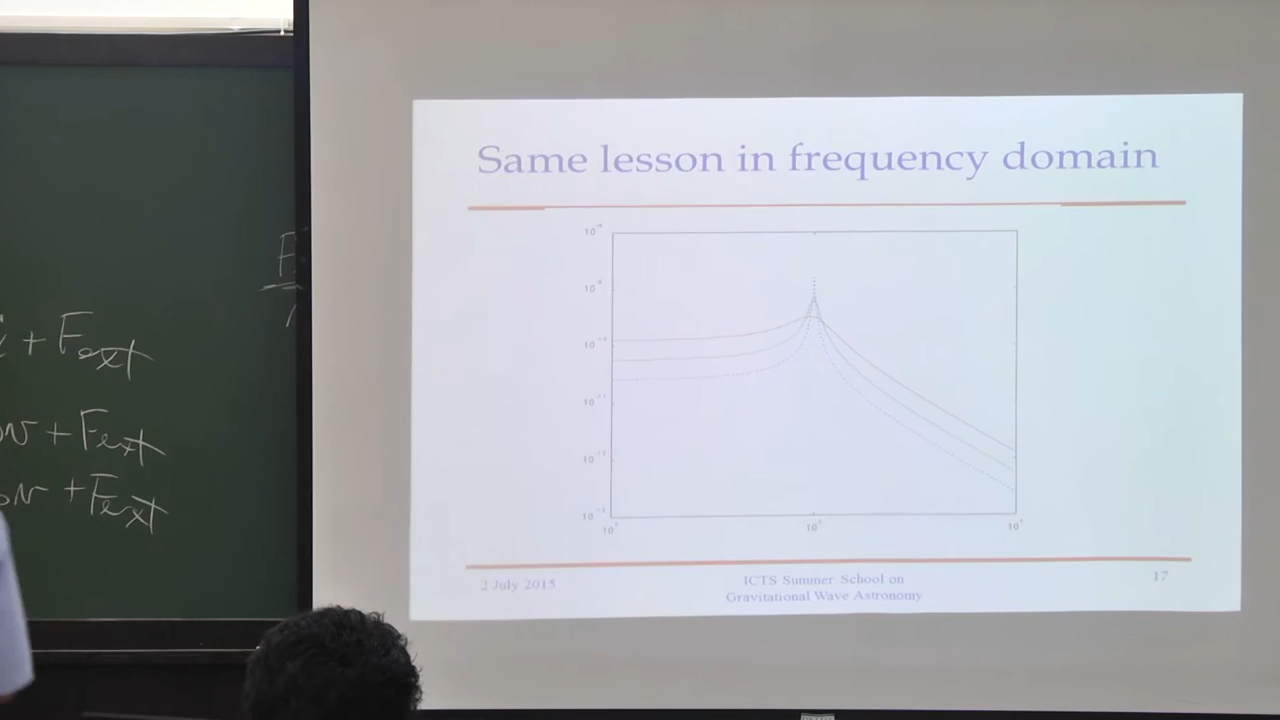 + Fext
+ Fext
+ Fext
Same lesson in frequency domain
2 July 2015
ICTS Summer School on
Gravitational Wave Astronomy
17